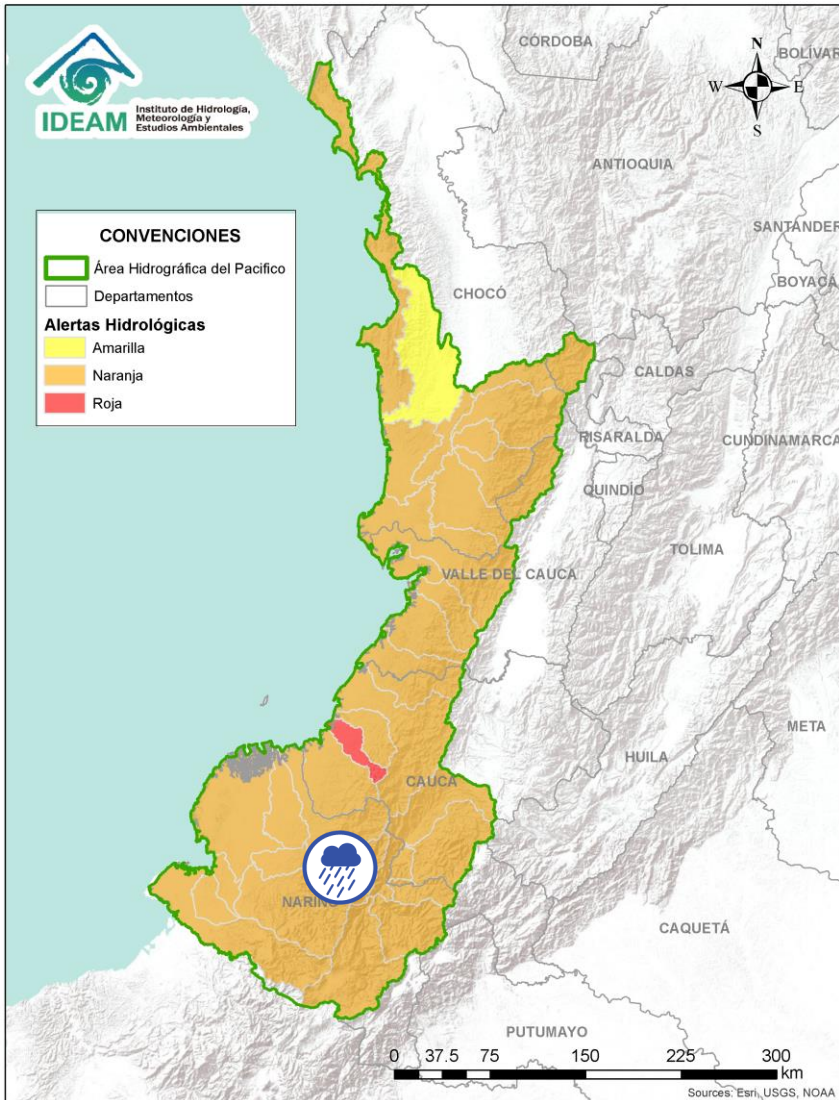 IDEAM
Instituto de Hidrología,
Meteorología y
Estudios Ambientales
CÓRDOBA
BOLÍVAR
N
W
E
S
ANTIOQUIA
SANTANDER
BOYACÁ
CONVENCIONES
Área Hidrográfica del Pacifico
Departamentos
Alertas Hidrológicas
Amarilla
Naranja
Roja
CHOCÓ
CALDAS
RISARALDA
CUNDINAMARCA
QUINDÍO
TOLIMA
VALLE DEL CAUCA
META
HUILA
CAUCA
NARIÑO
CAQUETÁ
PUTUMAYO
0 37.5 75 150 225 300
km
Sources: Esri, USGS, NOAA